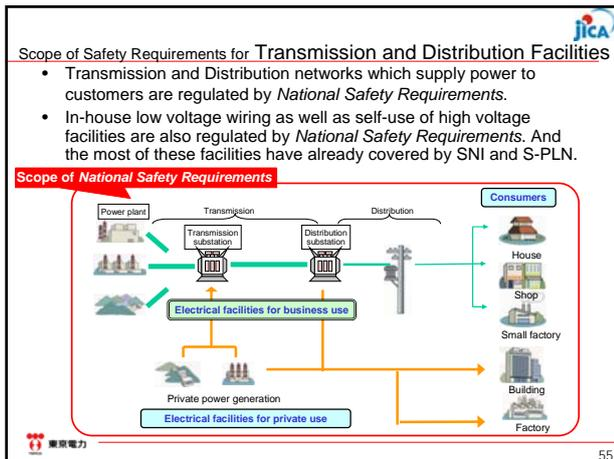 jICA
Scope of Safety Requirements for Transmission and Distribution Facilities
• Transmission and Distribution networks which supply power to
customers are regulated by National Safety Requirements.
• In-house low voltage wiring as well as self-use of high voltage
facilities are also regulated by National Safety Requirements. And
the most of these facilities have already covered by SNI and S-PLN.
Scope of National Safety Requirements
Consumers
Power plant
Transmission
Distribution
Transmission
substation
Distribution
substation
House
Shop
Electrical facilities for business use
Small factory
Private power generation
Building
Electrical facilities for private use
Factory
東京電力
55